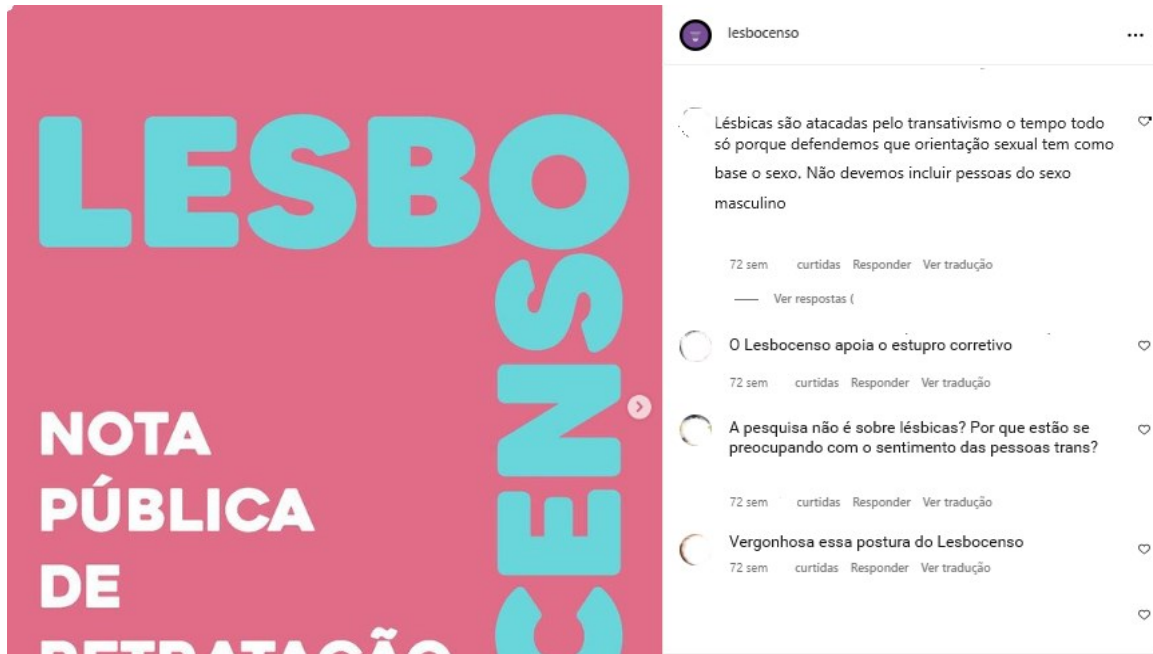 LESBO
CENSO
NOTA
PÚBLICA
DE
RETRATAÇÃO
lesbocenso
Lésbicas são atacadas pelo transativismo o tempo todo
só porque defendemos que orientação sexual tem como
base o sexo. Não devemos incluir pessoas do sexo
masculino
72 sem curtidas Responder Ver tradução
Ver respostas (
O Lesbocenso apoia o estupro corretivo
72 sem curtidas Responder Ver tradução
A pesquisa não é sobre lésbicas? Por que estão se
preocupando com o sentimento das pessoas trans?
72 sem curtidas Responder Ver tradução
Vergonhosa essa postura do Lesbocenso
72 sem curtidas Responder Ver tradução